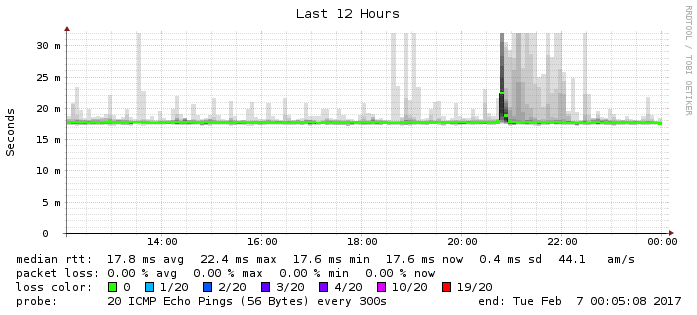 Last 12 Hours
RRDTOOL / TOBI OETIKER
Seconds
30 m
25 m
20 m
15 m
10 m
5 m
0
14:00 16:00 18:00 20:00 22:00 00:00
median rtt: 17.8 ms avg 22.4 ms max 17.6 ms min 17.6 ms now 0.4 ms sd 44.1 am/s
packet loss: 0.00 % avg 0.00 % max 0.00 % min 0.00 % now
loss color: 0 1/20 2/20 3/20 4/20 10/20 19/20
probe: 20 ICMP Echo Pings (56 Bytes) every 300s end: Tue Feb 7 00:05:08 2017